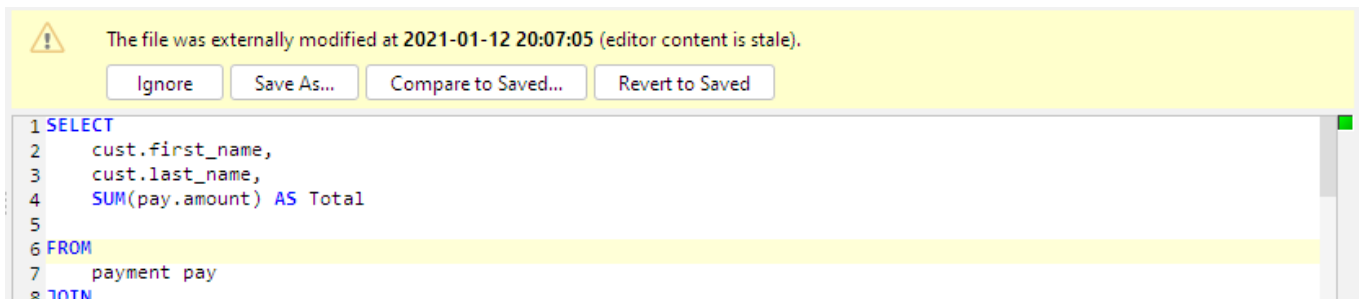 The file was externally modified at 2021-01-12 20:07:05 (editor content is stale).
Ignore Save As... Compare to Saved... Revert to Saved
1 SELECT
2 cust.first_name,
3 cust.last_name,
4 SUM(pay.amount) AS Total
5
6 FROM
7 payment pay
8 JOIN